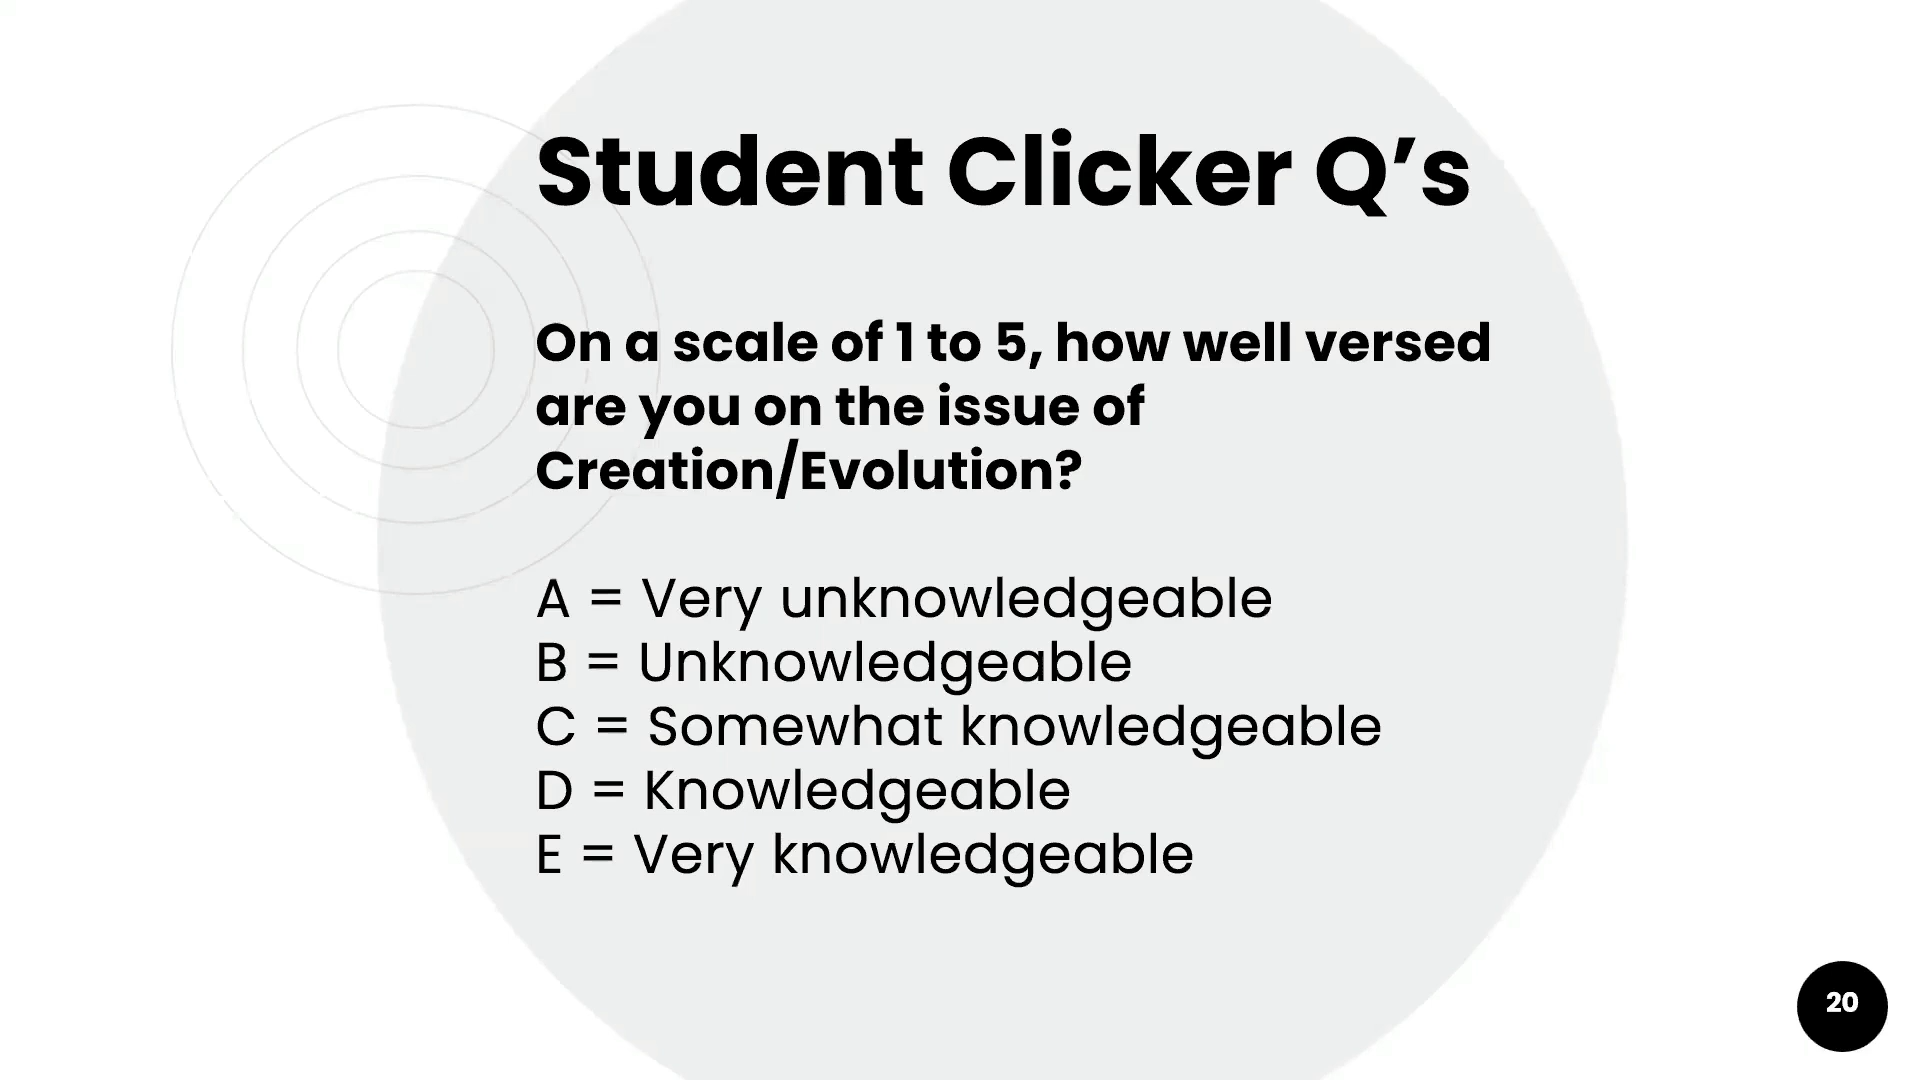 Student Clicker Q’s
On a scale of 1 to 5, how well versed
are you on the issue of
Creation/Evolution?
A = Very unknowledgeable
B = Unknowledgeable
C = Somewhat knowledgeable
D = Knowledgeable
E = Very knowledgeable
20